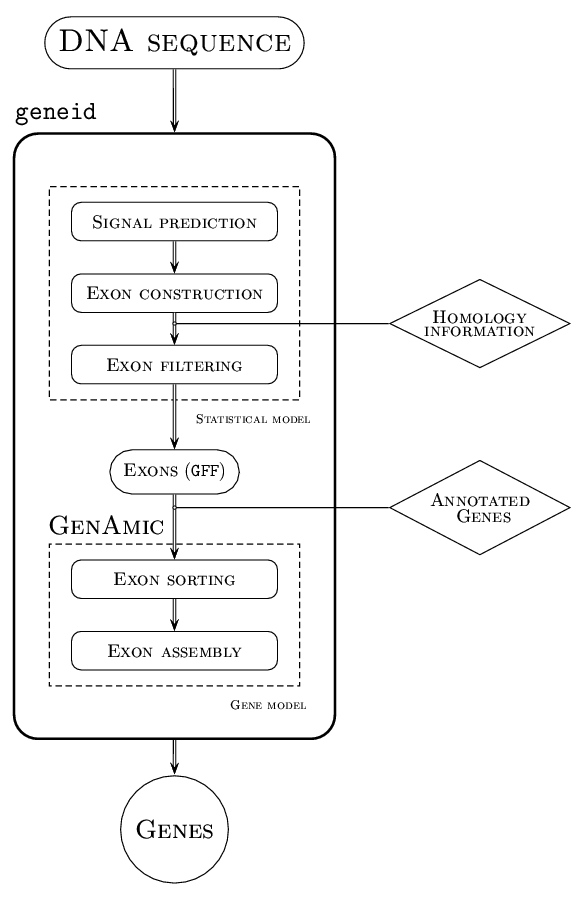 DNA SEQUENCE
geneid
SIGNAL PREDICTION
EXON CONSTRUCTION
HOMOLOGY
INFORMATION
EXON FILTERING
STATISTICAL MODEL
EXONS (GFF)
ANNOTATED
GENES
GENAMIC
EXON SORTING
EXON ASSEMBLY
GENE MODEL
GENES